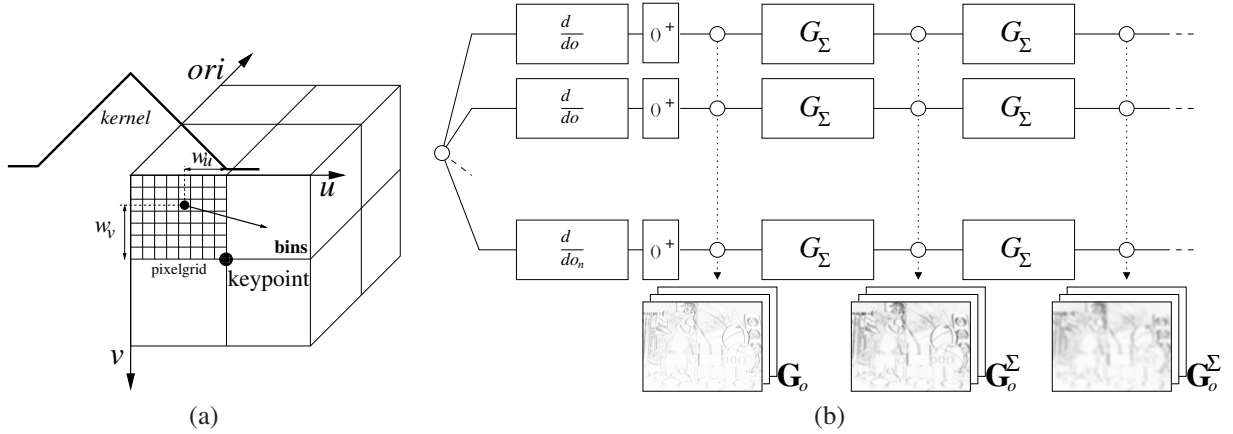 ori
kernel
w_u
u
w_v
bins
pixelgrid
keypoint
v
(a)
d/do ()+ G_Σ G_Σ
d/do ()+ G_Σ G_Σ
d/do_n ()+ G_Σ G_Σ
G_o G_o^Σ G_o^Σ
(b)